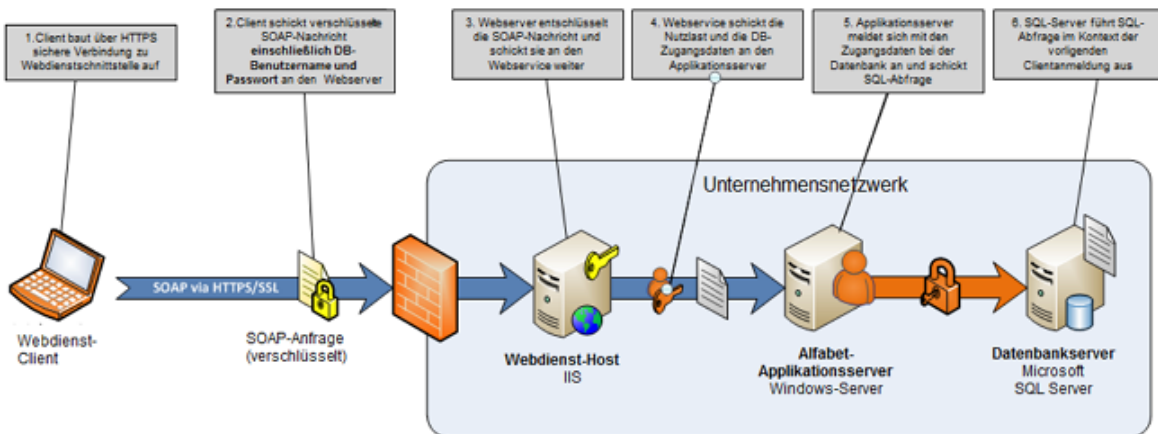 1.Client baut über HTTPS
sichere Verbindung zu
Webdienstschnittstelle auf
2.Client schickt verschlüsselte
SOAP-Nachricht
einschließlich DB-
Benutzername und
Passwort an den Webserver
3. Webserver entschlüsselt
die SOAP-Nachricht und
schickt sie an den
Webservice weiter
4. Webservice schickt die
Nutzlast und die DB-
Zugangsdaten an den
Applikationsserver
5. Applikationsserver
meldet sich mit den
Zugangsdaten bei der
Datenbank an und schickt
SQL-Abfrage
6. SQL-Server führt SQL-
Abfrage im Kontext der
vorligenden
Clientanmeldung aus
Unternehmensnetzwerk
SOAP via HTTPS/SSL
Webdienst-
Client
SOAP-Anfrage
(verschlüsselt)
Webdienst-Host
IIS
Alfabet-
Applikationsserver
Windows-Server
Datenbankserver
Microsoft
SQL Server